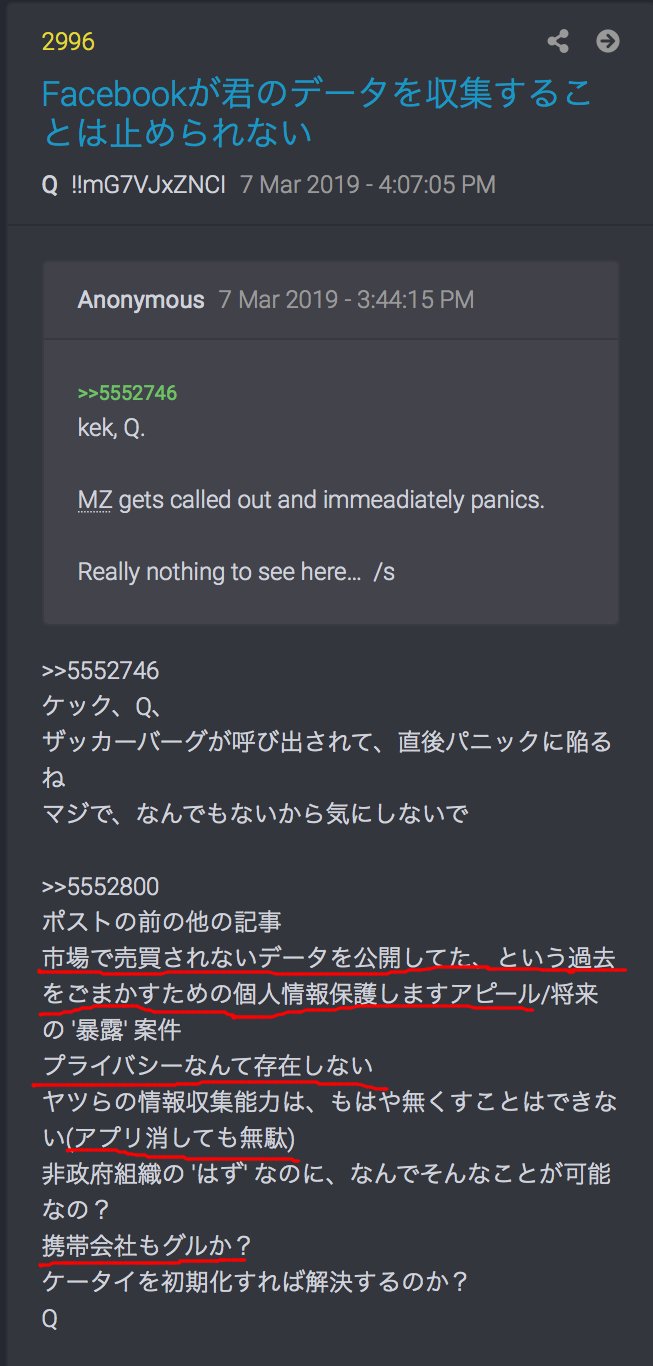 2996
Facebookが君のデータを収集するこ
とは止められない
Q !!mG7VJxZNCI 7 Mar 2019 - 4:07:05 PM
Anonymous 7 Mar 2019 - 3:44:15 PM
>>5552746
kek, Q.
MZ gets called out and immeadiately panics.
Really nothing to see here... /s
>>5552746
ケック、Q、
ザッカーバーグが呼び出されて、直後パニックに陥る
ね
マジで、なんでもないから気にしないで
>>5552800
ポストの前の他の記事
市場で売買されないデータを公開してた、という過去
をごまかすための個人情報保護しますアピール/将来
の '暴露' 案件
プライバシーなんて存在しない
ヤツらの情報収集能力は、もはや無くすことはできな
い(アプリ消しても無駄)
非政府組織の 'はず' なのに、なんでそんなことが可能
なの？
携帯会社もグルか？
ケータイを初期化すれば解決するのか？
Q